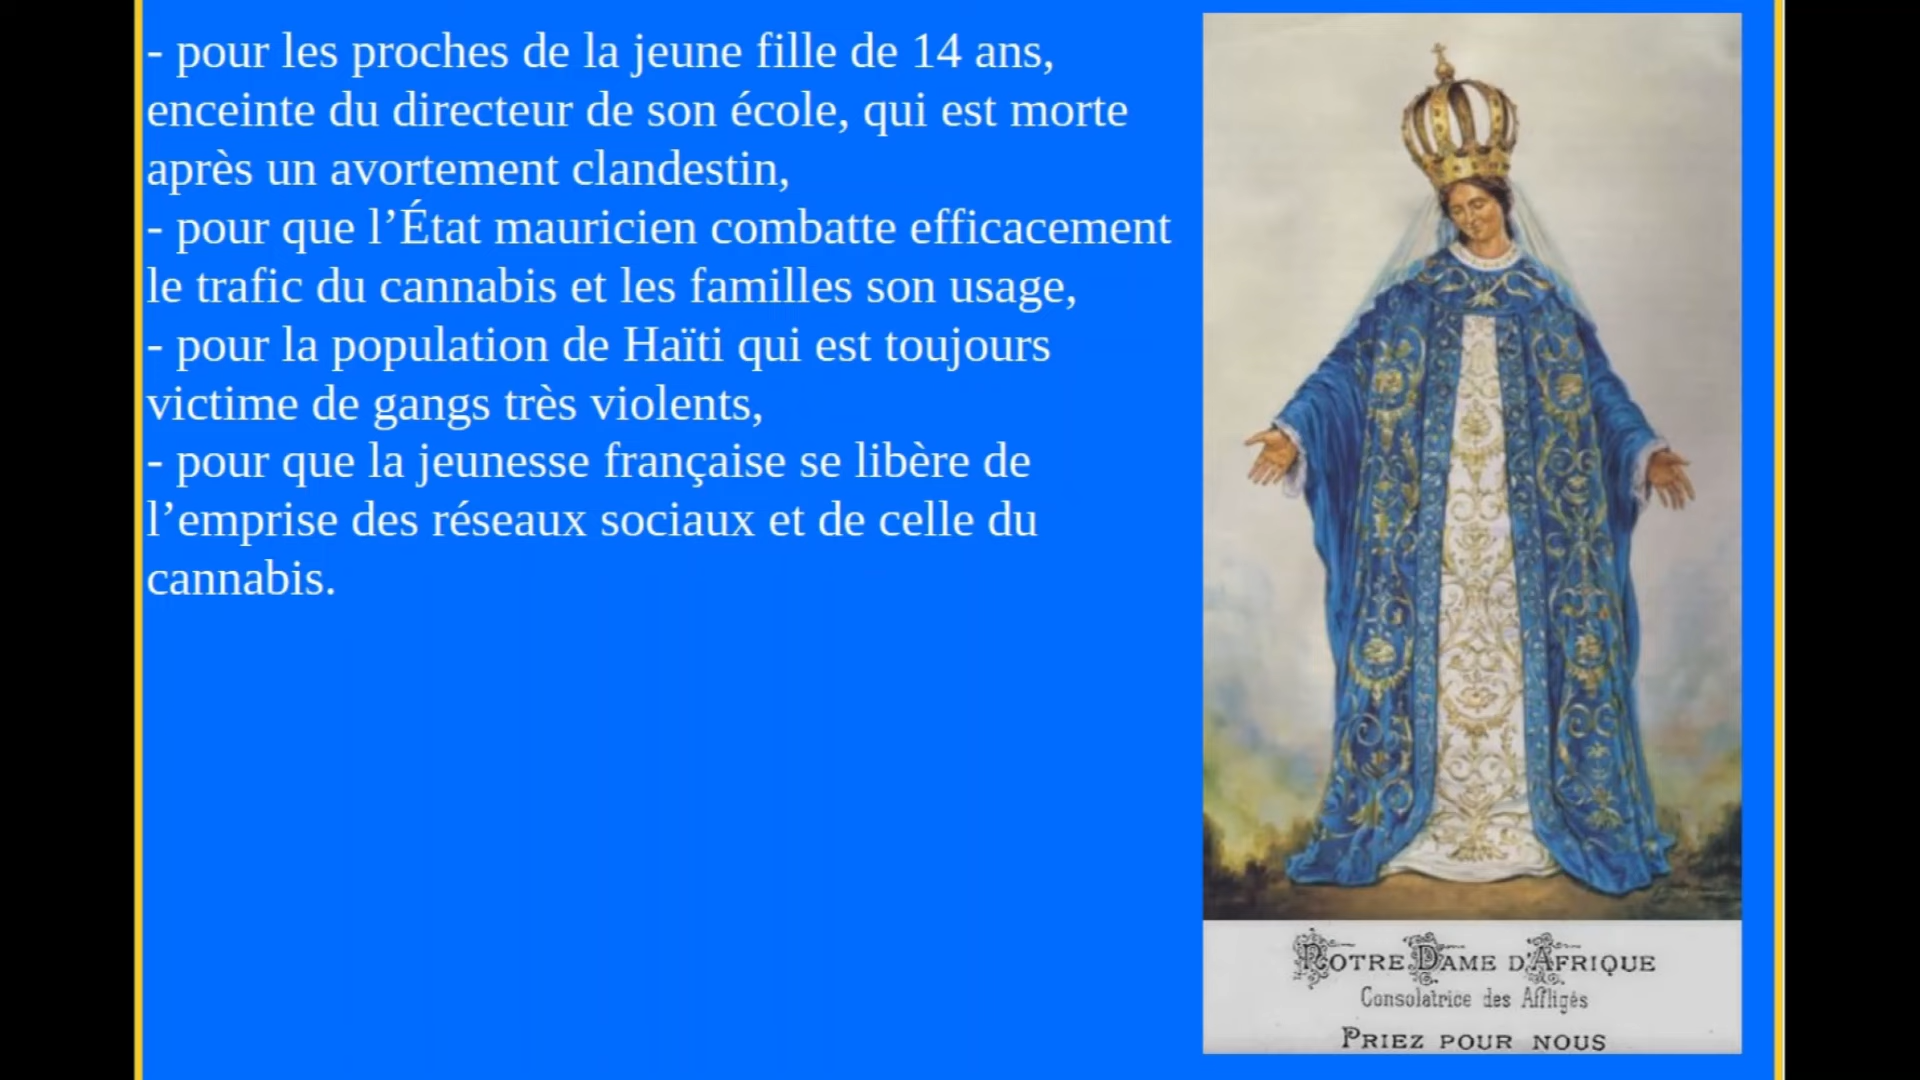 - pour les proches de la jeune fille de 14 ans,
enceinte du directeur de son école, qui est morte
après un avortement clandestin,
- pour que l’État mauricien combatte efficacement
le trafic du cannabis et les familles son usage,
- pour la population de Haïti qui est toujours
victime de gangs très violents,
- pour que la jeunesse française se libère de
l’emprise des réseaux sociaux et de celle du
cannabis.
NOTRE DAME D'AFRIQUE
Consolatrice des Affligés
PRIEZ POUR NOUS